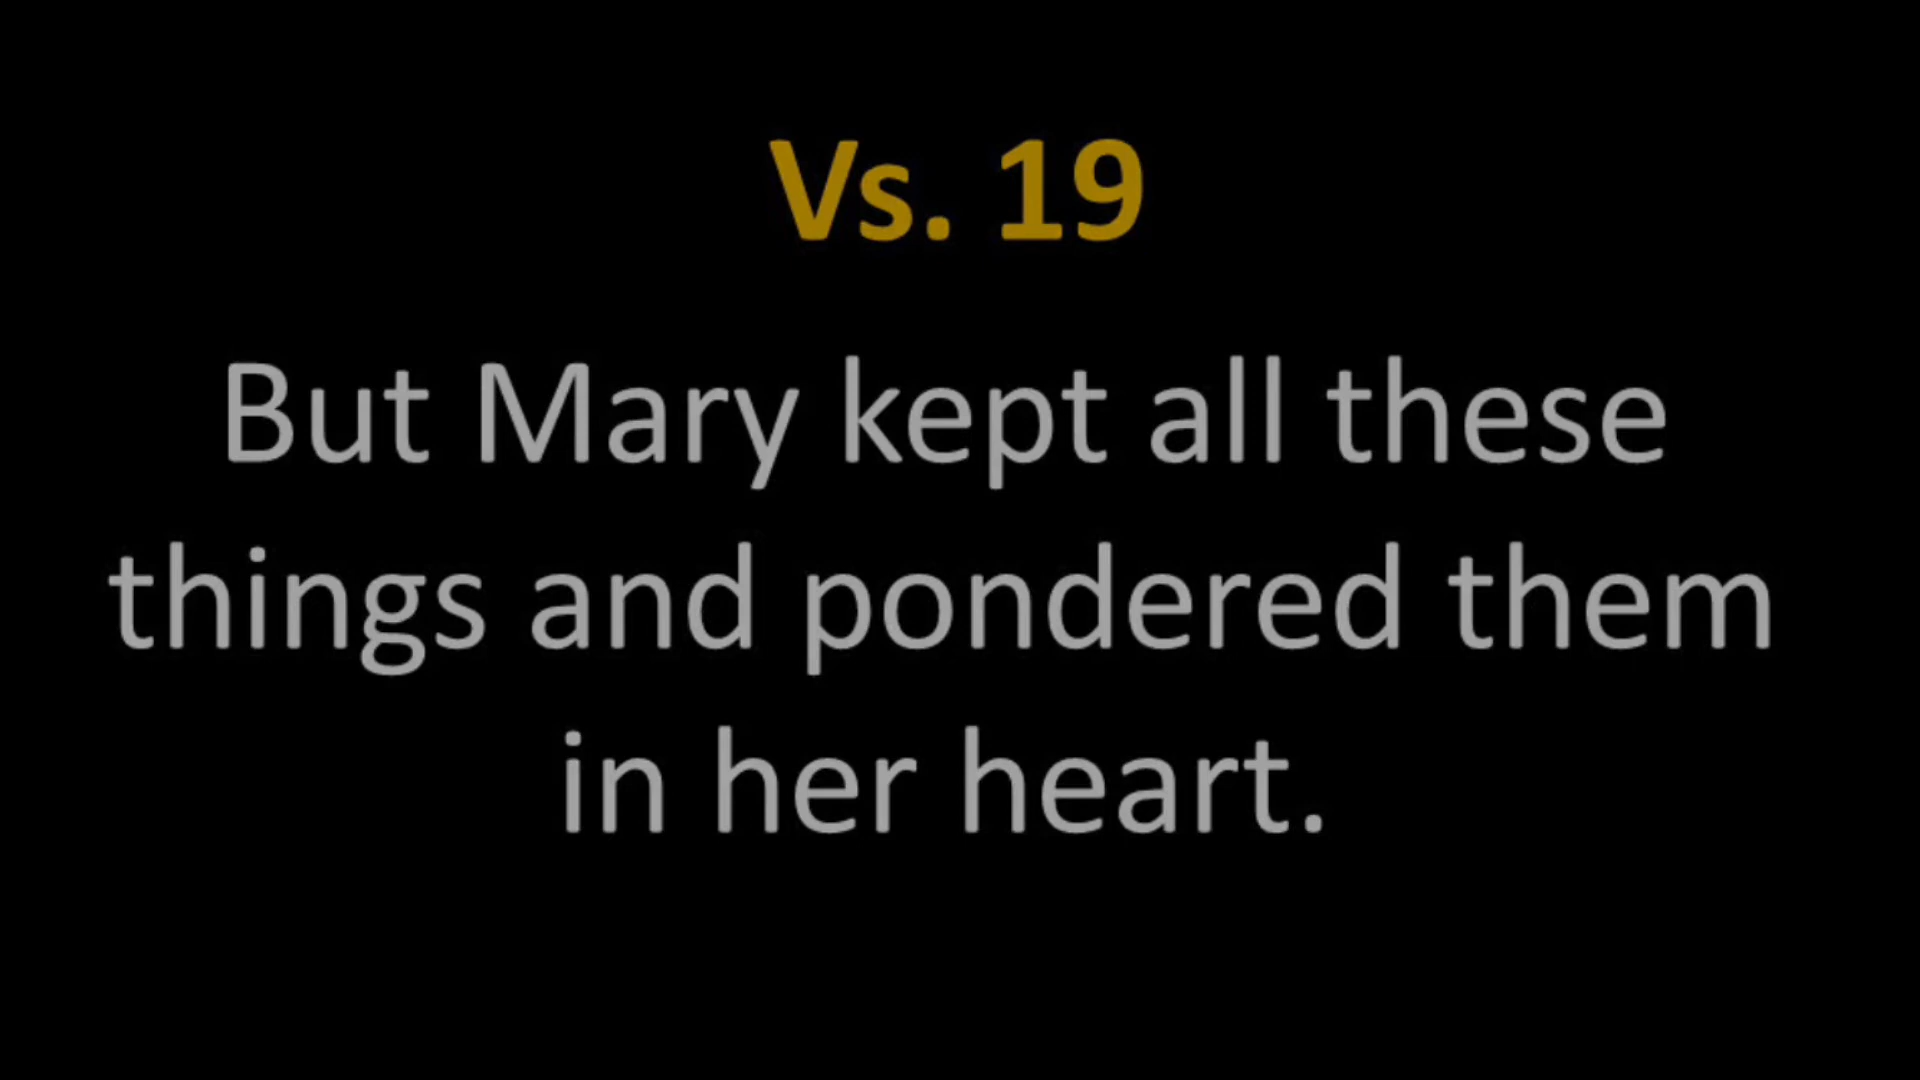 Vs. 19
But Mary kept all these
things and pondered them
in her heart.